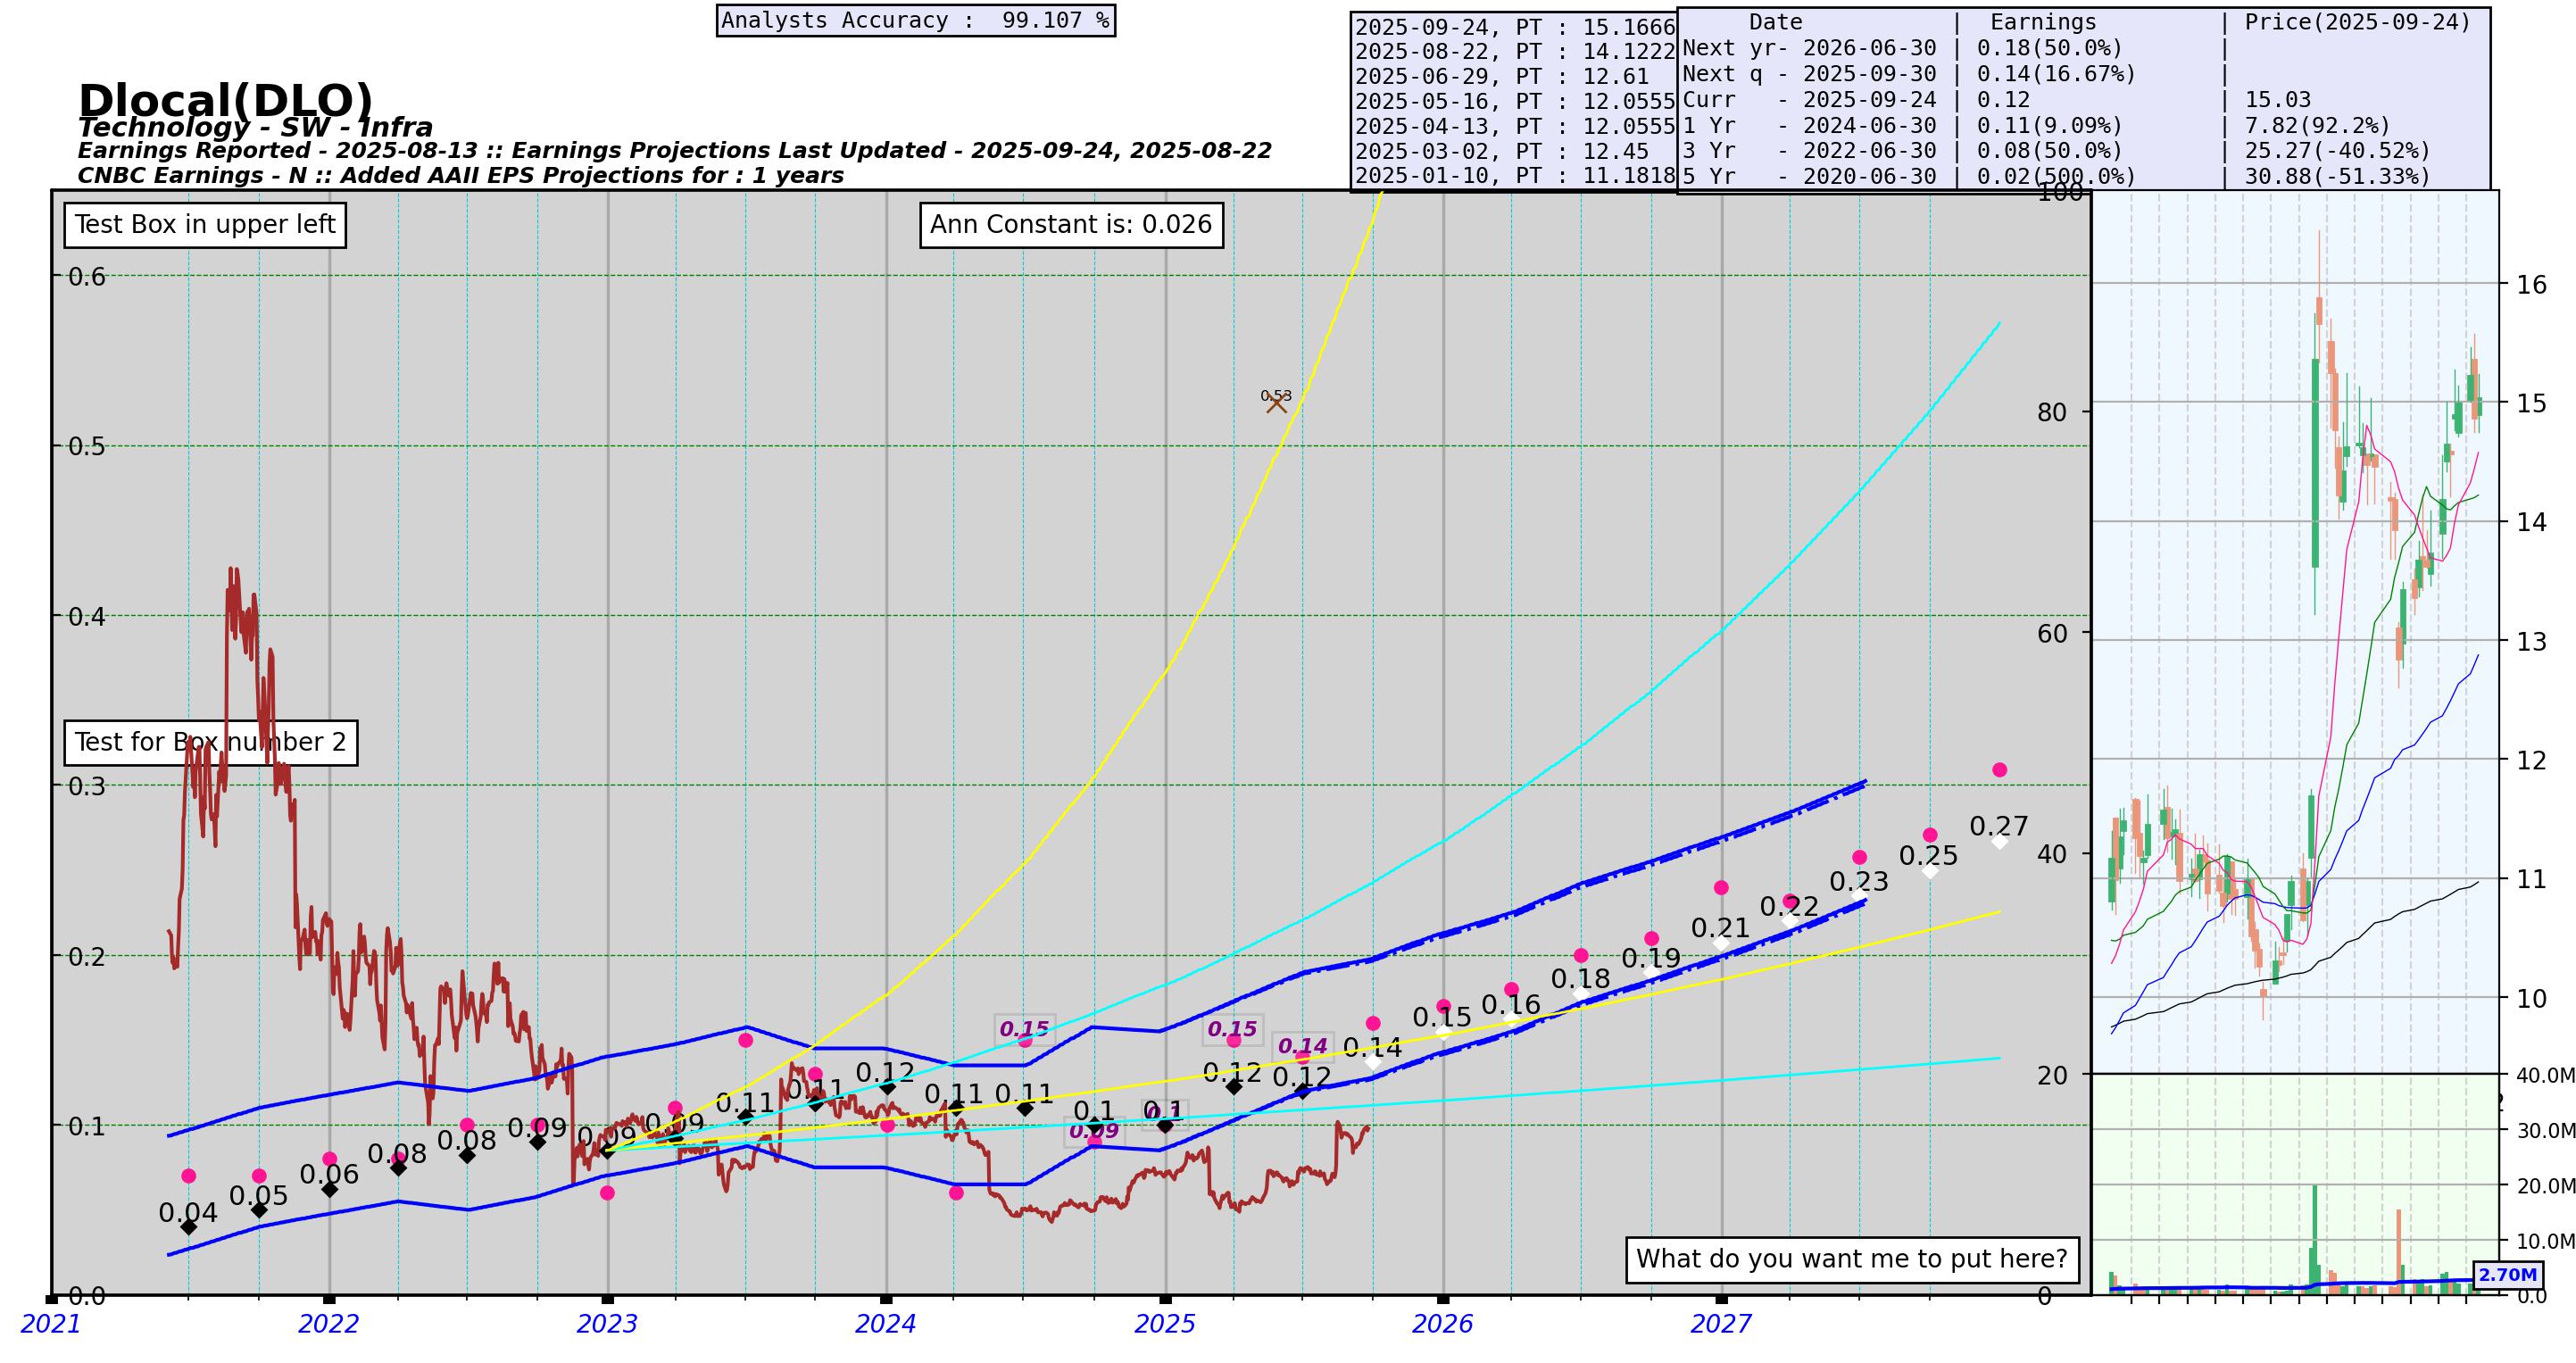 Analysts Accuracy :  99.107 %
Dlocal(DLO)
Technology - SW - Infra
Earnings Reported - 2025-08-13 :: Earnings Projections Last Updated - 2025-09-24, 2025-08-22
CNBC Earnings - N :: Added AAII EPS Projections for : 1 years
2025-09-24, PT : 15.1666
2025-08-22, PT : 14.1222
2025-06-29, PT : 12.61
2025-05-16, PT : 12.0555
2025-04-13, PT : 12.0555
2025-03-02, PT : 12.45
2025-01-10, PT : 11.1818
Date | Earnings | Price(2025-09-24)
Next yr- 2026-06-30 | 0.18(50.0%) |
Next q - 2025-09-30 | 0.14(16.67%) |
Curr - 2025-09-24 | 0.12 | 15.03
1 Yr - 2024-06-30 | 0.11(9.09%) | 7.82(92.2%)
3 Yr - 2022-06-30 | 0.08(50.0%) | 25.27(-40.52%)
5 Yr - 2020-06-30 | 0.02(500.0%) | 30.88(-51.33%)
Test Box in upper left
Ann Constant is: 0.026
Test for Box number 2
What do you want me to put here?
0.6
0.5
0.4
0.3
0.2
0.1
0.0
0.53
0.04
0.05
0.06
0.08
0.08
0.09
0.09
0.09
0.11
0.11
0.12
0.11
0.11
0.1
0.1
0.12
0.12
0.14
0.15
0.16
0.18
0.19
0.21
0.22
0.23
0.25
0.27
0.15
0.09
0.1
0.15
0.14
100
80
60
40
20
0
16
15
14
13
12
11
10
40.0M
30.0M
20.0M
10.0M
2.70M
0.0
2021
2022
2023
2024
2025
2026
2027